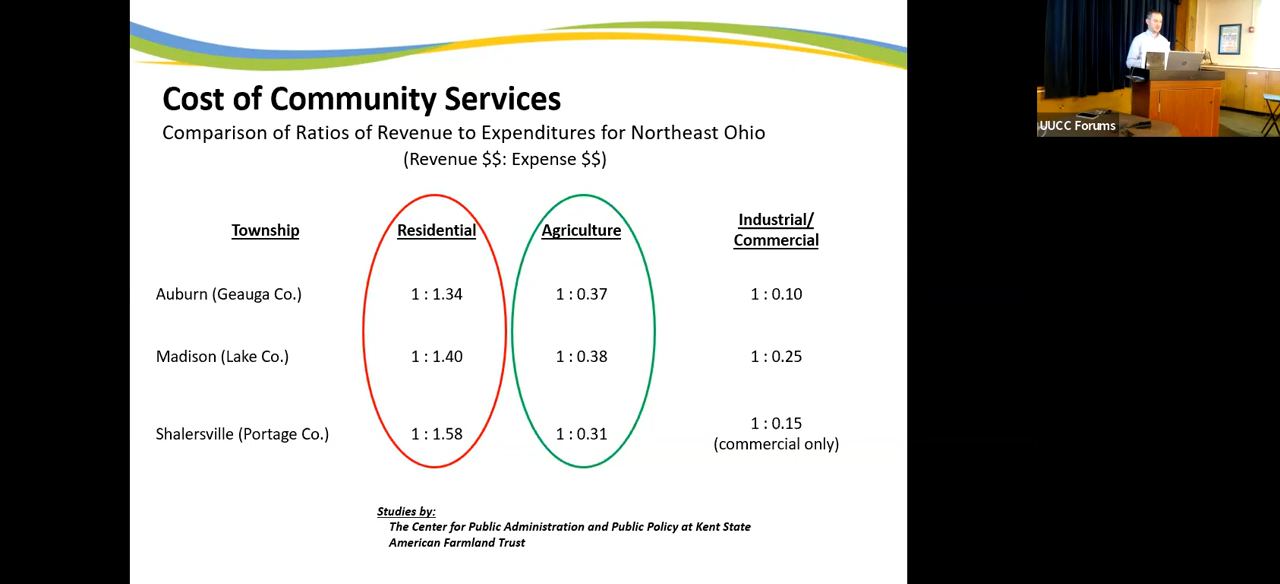 Cost of Community Services
Comparison of Ratios of Revenue to Expenditures for Northeast Ohio
(Revenue $$: Expense $$)
Township Residential Agriculture Industrial/
Commercial
Auburn (Geauga Co.) 1 : 1.34 1 : 0.37 1 : 0.10
Madison (Lake Co.) 1 : 1.40 1 : 0.38 1 : 0.25
Shalersville (Portage Co.) 1 : 1.58 1 : 0.31 1 : 0.15
(commercial only)
Studies by:
The Center for Public Administration and Public Policy at Kent State
American Farmland Trust
UUCC Forums